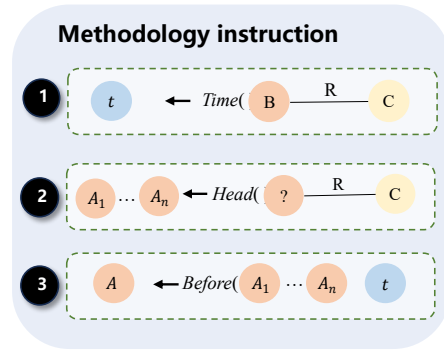 Methodology instruction
1 t ← Time( B R C
2 A₁ ⋯ Aₙ ← Head( ? R C
3 A ← Before( A₁ ⋯ Aₙ t